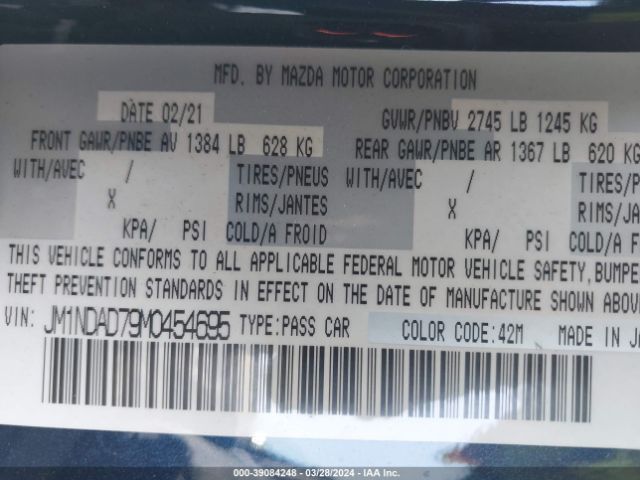 MFD. BY MAZDA MOTOR CORPORATION
DATE 02/21 GVWR/PNBV 2745 LB 1245 KG
FRONT GAWR/PNBE AV 1384 LB 628 KG REAR GAWR/PNBE AR 1367 LB 620 KG
WITH/AVEC / TIRES/PNEUS WITH/AVEC / TIRES/P
X RIMS/JANTES X RIMS/JA
KPA/ PSI COLD/A FROID KPA/ PSI COLD/A
THIS VEHICLE CONFORMS TO ALL APPLICABLE FEDERAL MOTOR VEHICLE SAFETY, BUMPE
THEFT PREVENTION STANDARDS IN EFFECT ON THE DATE OF MANUFACTURE SHOWN ABOV
VIN: JM1NDAD79M0454695 TYPE:PASS CAR COLOR CODE:42M MADE IN J
000-39084248 - 03/28/2024 - IAA Inc.